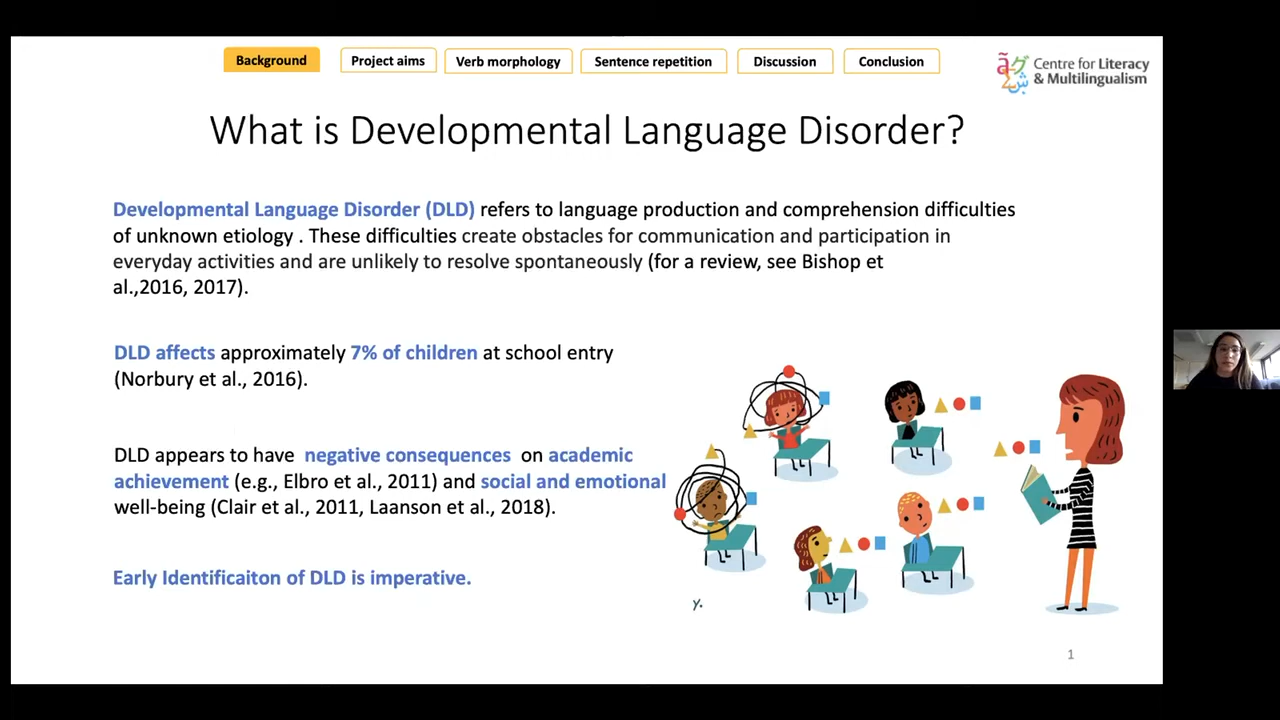 Background
Project aims
Verb morphology
Sentence repetition
Discussion
Conclusion
Centre for Literacy
& Multilingualism
What is Developmental Language Disorder?
Developmental Language Disorder (DLD) refers to language production and comprehension difficulties
of unknown etiology . These difficulties create obstacles for communication and participation in
everyday activities and are unlikely to resolve spontaneously (for a review, see Bishop et
al.,2016, 2017).
DLD affects approximately 7% of children at school entry
(Norbury et al., 2016).
DLD appears to have negative consequences on academic
achievement (e.g., Elbro et al., 2011) and social and emotional
well-being (Clair et al., 2011, Laanson et al., 2018).
Early Identificaiton of DLD is imperative.
y.
1